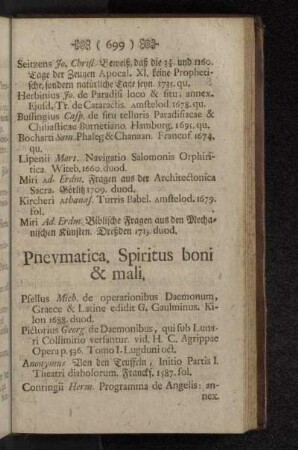 ( 699 )
Seitzens Jo. Christ. Beweiß, daß die 3½. und 1260.
Tage der Zeugen Apocal. XI. keine Propheti-
sche, sondern natürliche Tage seyn. 1735. qu.
Herbinius Jo. de Paradisi loco & situ: annex.
Ejusd. Tr. de Cataractis. Amstelod. 1678. qu.
Bussingius Casp. de situ telluris Paradisiacae &
Chiliasticae Burnetiano. Hamburg, 1695. qu.
Bocharti Sam. Phaleg & Chanaan. Francof. 1674.
qu.
Lipenii Mart. Navigatio Salomonis Ophiri-
tica. Witeb, 1660. duod.
Miri ad. Erdm. Fragen aus der Architectonica
Sacra. Görlitz 1709. duod.
Kircheri Athanas. Turris Babel. Amstelod. 1679.
fol.
Miri Ad. Erdm. Biblische Fragen aus den Mecha-
nischen Künsten. Dreßden 1713. duod.
Pnevmatica, Spiritus boni
& mali,
Psellus Mich. de operationibus Daemonum,
Graece & Latine edidit G. Gaulminus. Ki-
lon 1688. duod.
Pictorius Georg. de Daemonibus, qui sub Luna-
ri Collimitio versantur. vid. H. C. Agrippae
Opera p. 536. Tomo I. Lugduni oct.
Anonymus Von den Teuffeln, Initio Partis I.
Theatri diabolorum. Franckf. 1587. fol.
Conringii Herm. Programma de Angelis: an-
nex.